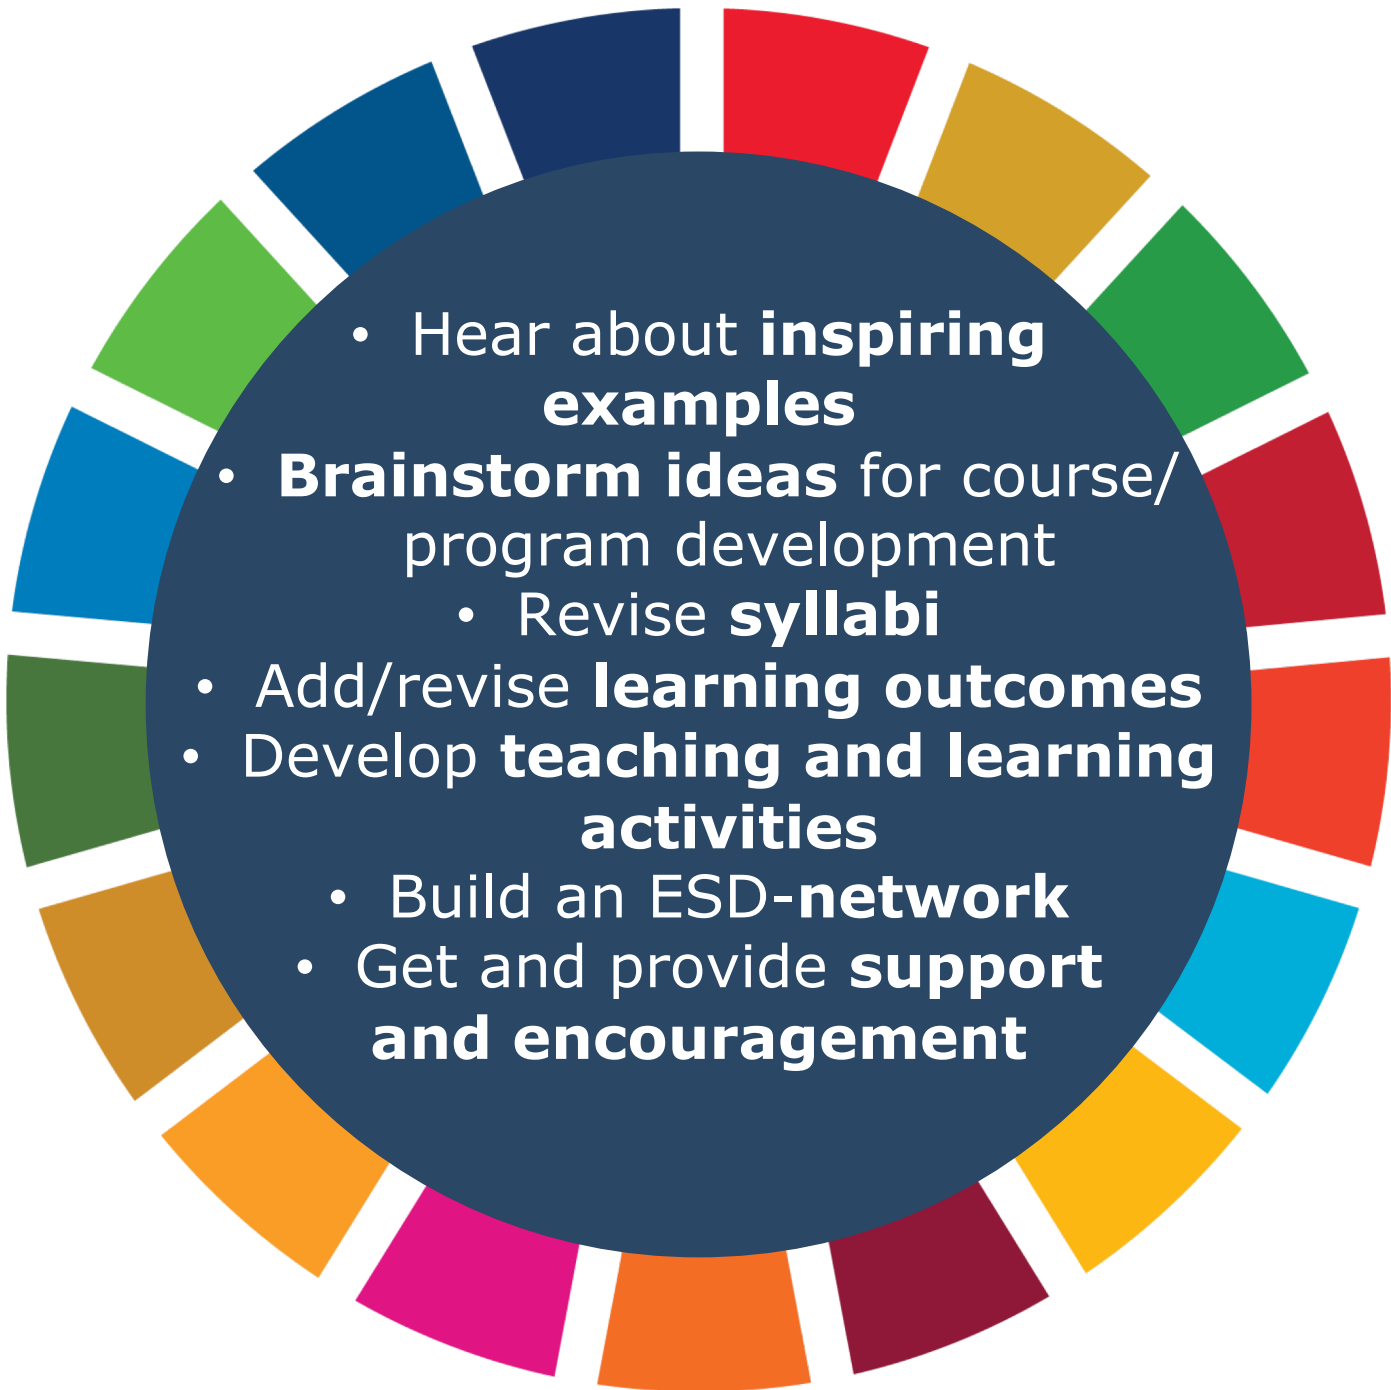 • Hear about inspiring
examples
• Brainstorm ideas for course/
program development
• Revise syllabi
• Add/revise learning outcomes
• Develop teaching and learning
activities
• Build an ESD-network
• Get and provide support
and encouragement